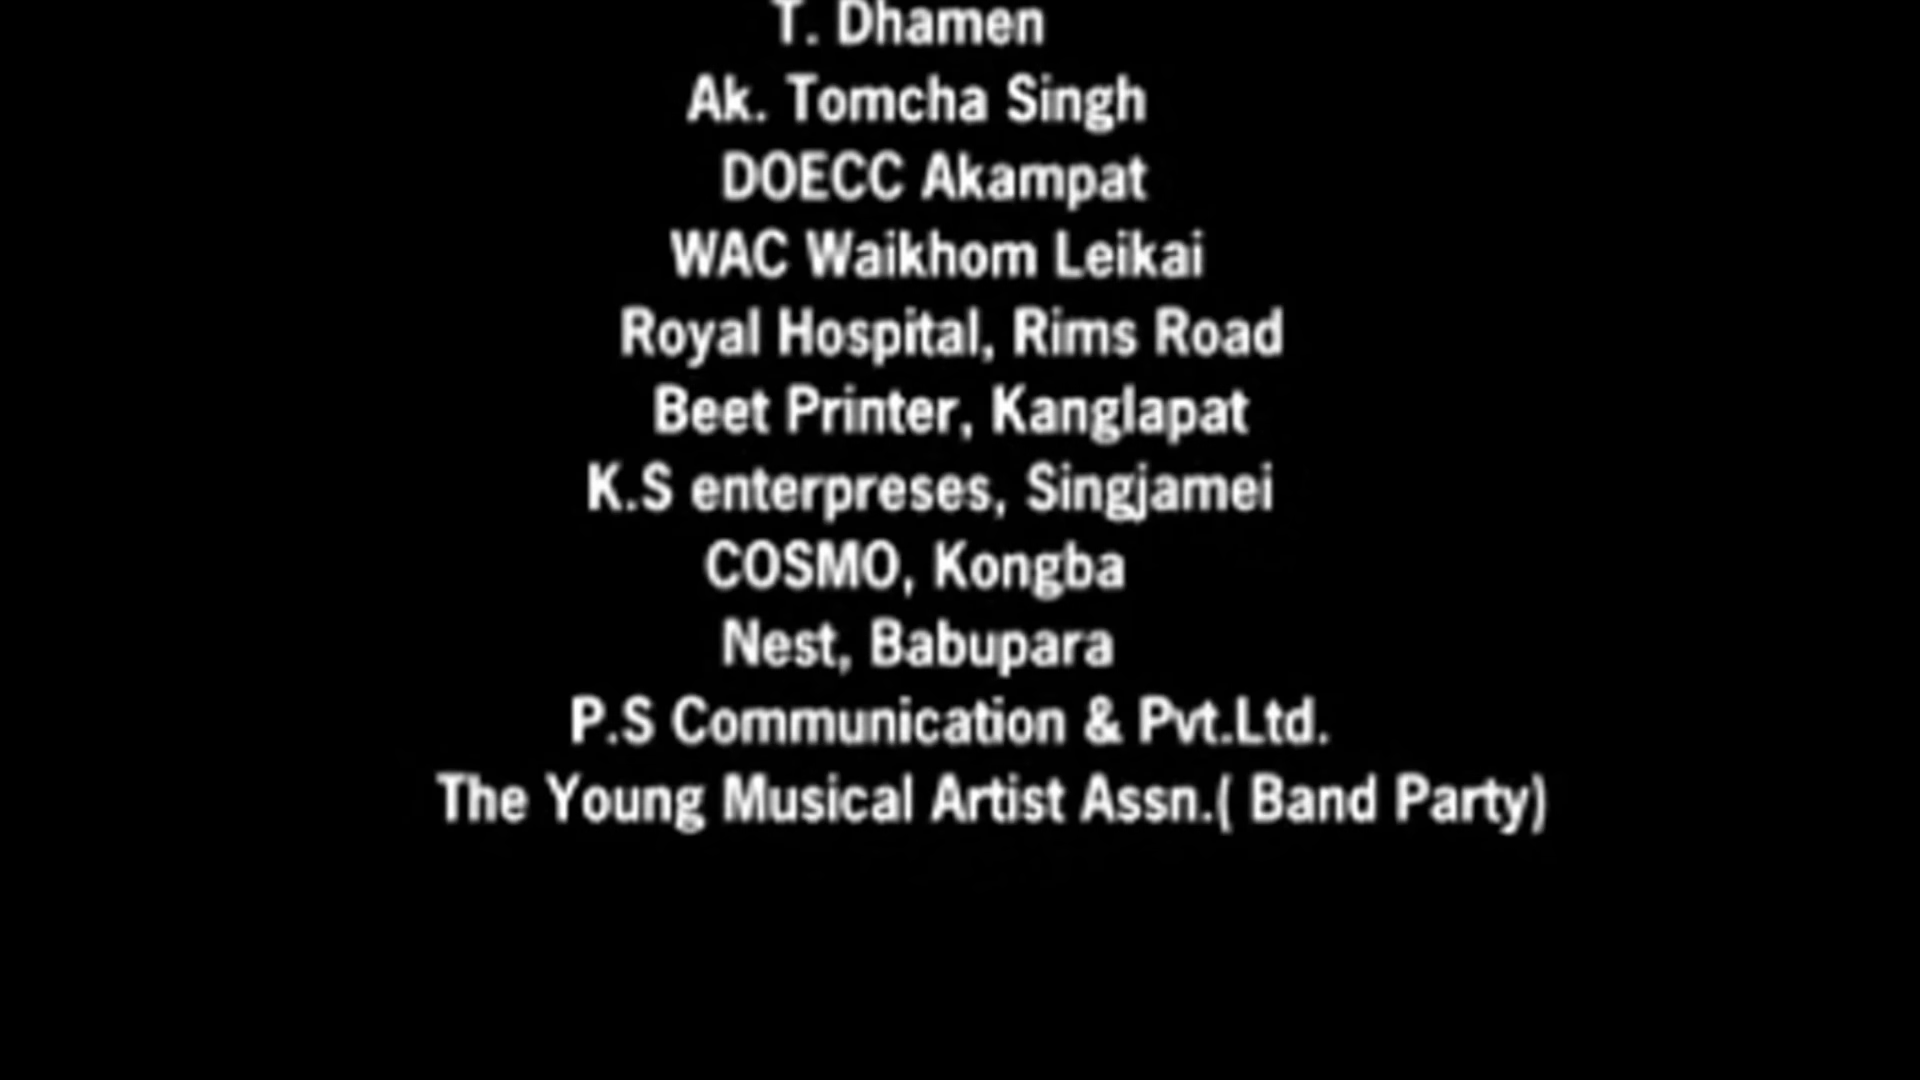 T. Dhamen
Ak. Tomcha Singh
DOECC Akampat
WAC Waikhom Leikai
Royal Hospital, Rims Road
Beet Printer, Kanglapat
K.S enterpreses, Singjamei
COSMO, Kongba
Nest, Babupara
P.S Communication & Pvt.Ltd.
The Young Musical Artist Assn.( Band Party)